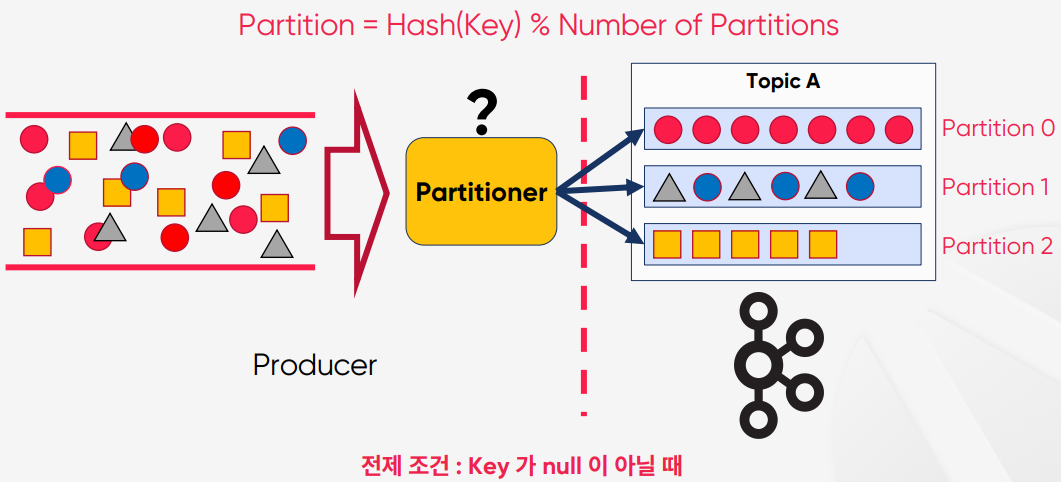 Partition = Hash(Key) % Number of Partitions
?
Partitioner
Topic A
Partition 0
Partition 1
Partition 2
Producer
전제 조건 : Key 가 null 이 아닐 때